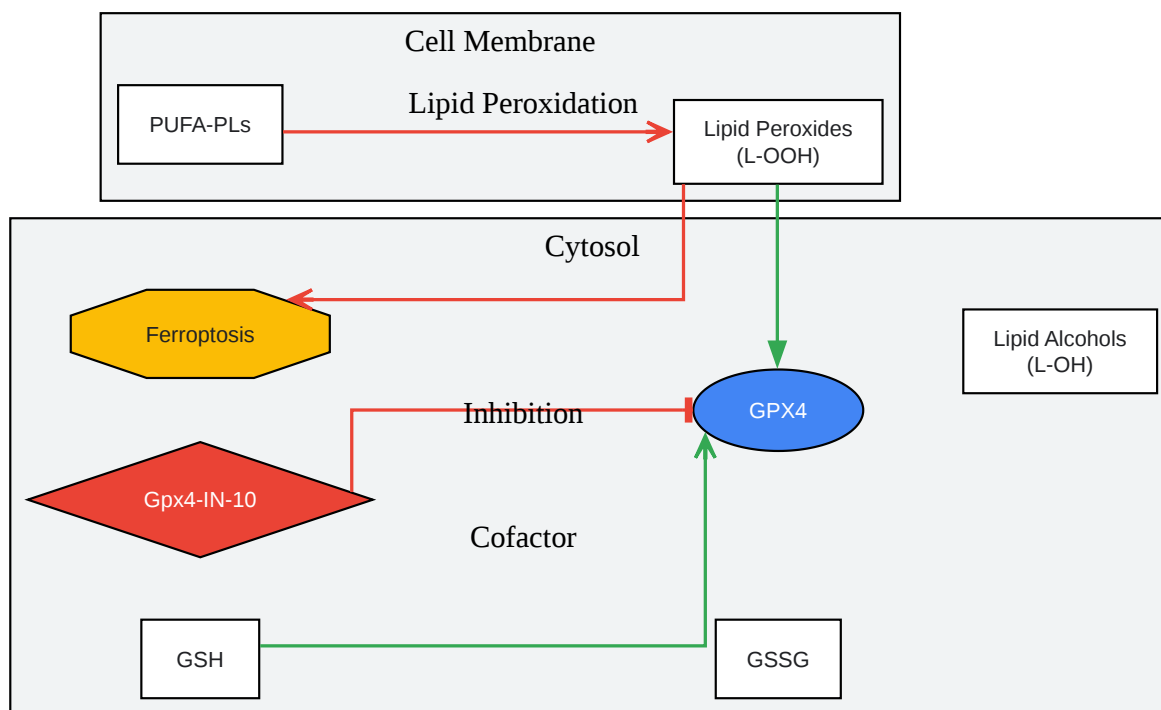 Cell Membrane
PUFA-PLs
Lipid Peroxidation
Lipid Peroxides
(L-OOH)
Cytosol
Ferroptosis
Lipid Alcohols
(L-OH)
Inhibition
GPX4
Gpx4-IN-10
Cofactor
GSH
GSSG